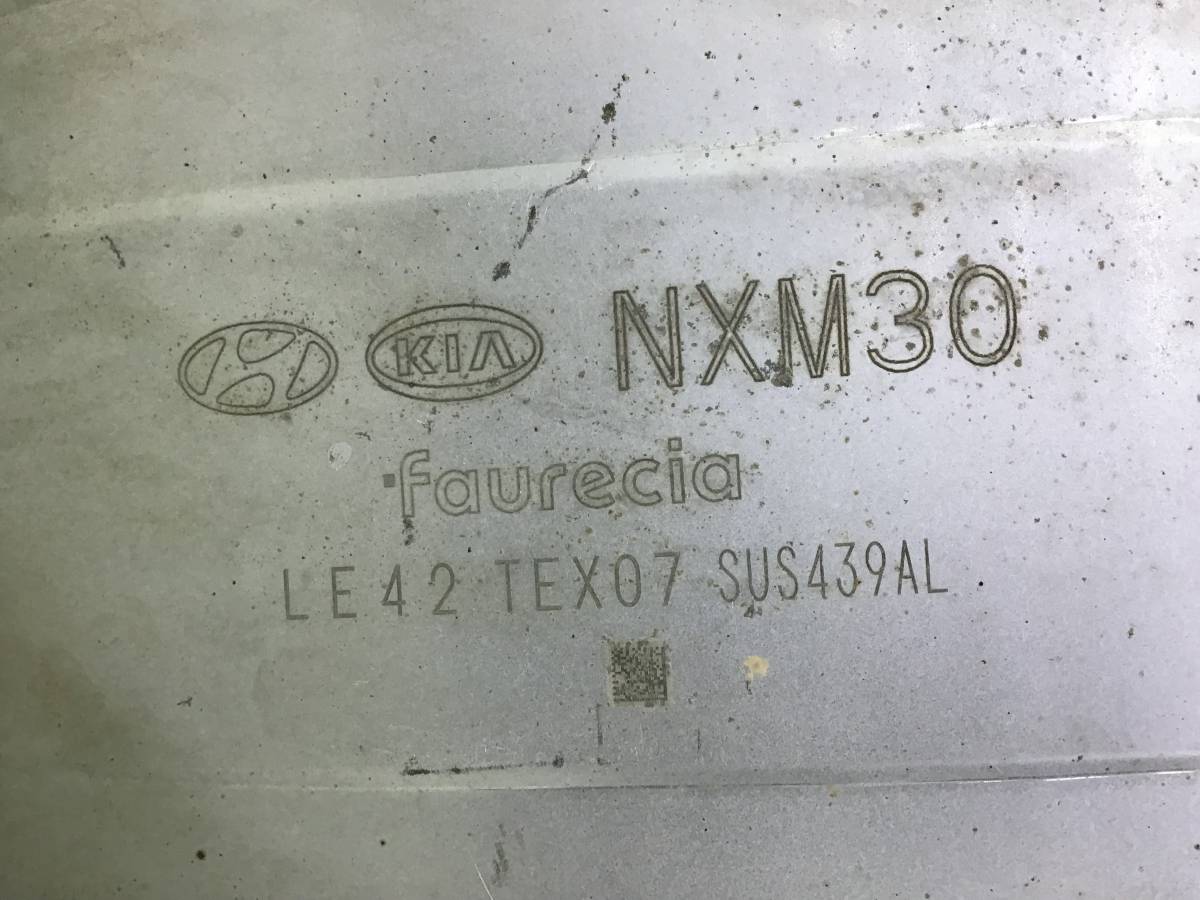 KIA NXM30
faurecia
LE42 TEX07 SUS439AL